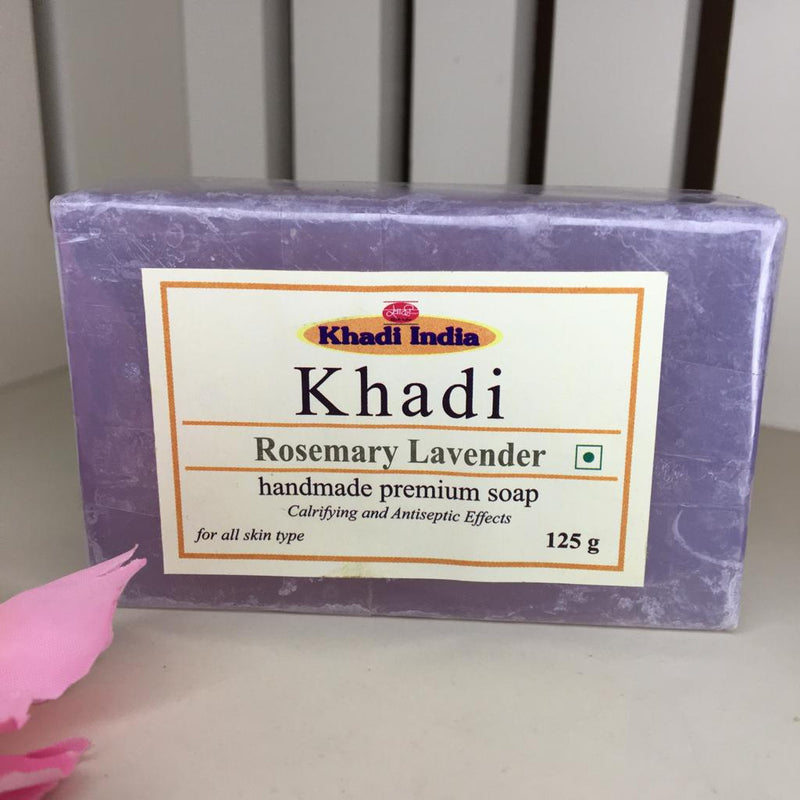 खादी
Khadi India
Khadi
Rosemary Lavender
handmade premium soap
Calrifying and Antiseptic Effects
for all skin type
125 g